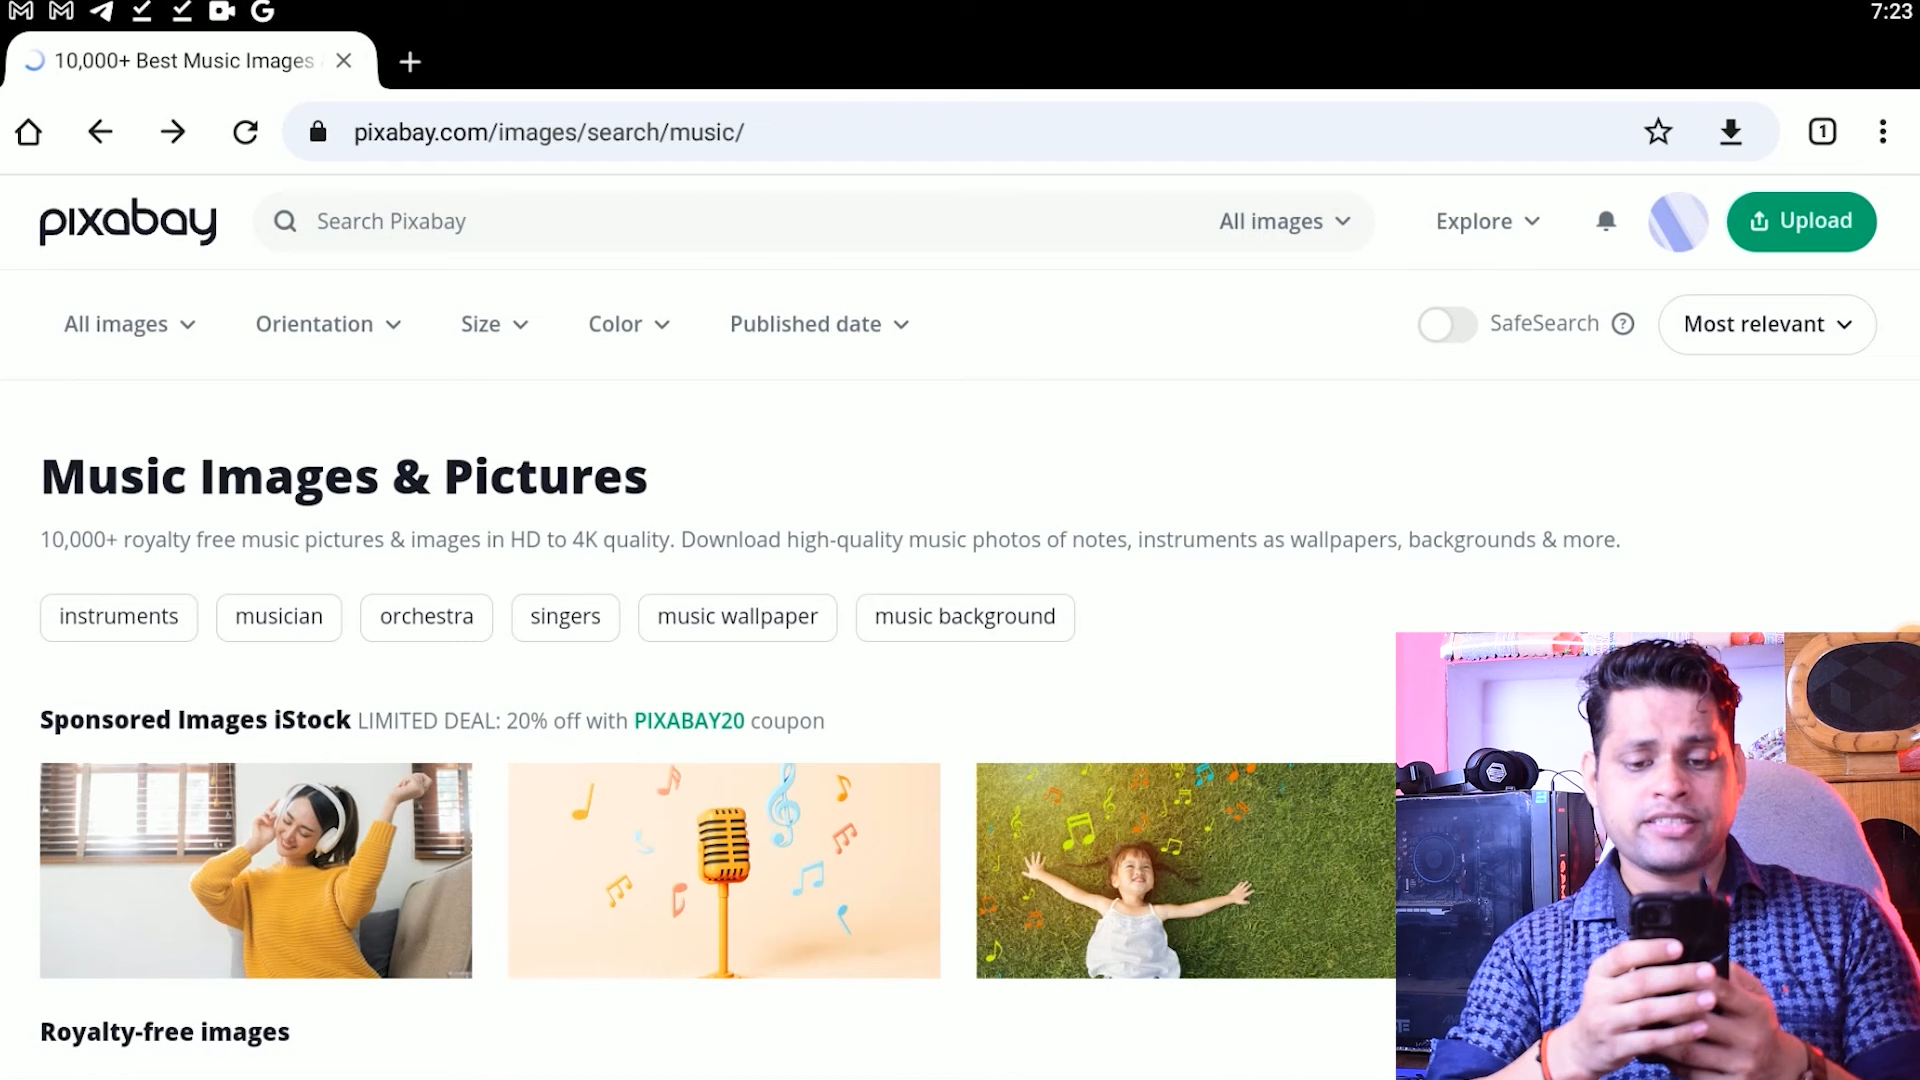 7:23
10,000+ Best Music Images
1
pixabay.com/images/search/music/
pixabay
Search Pixabay
All images
Explore
Upload
All images
Orientation
Size
Color
Published date
SafeSearch
Most relevant
Music Images & Pictures
10,000+ royalty free music pictures & images in HD to 4K quality. Download high-quality music photos of notes, instruments as wallpapers, backgrounds & more.
instruments
musician
orchestra
singers
music wallpaper
music background
Sponsored Images iStock LIMITED DEAL: 20% off with PIXABAY20 coupon
Royalty-free images